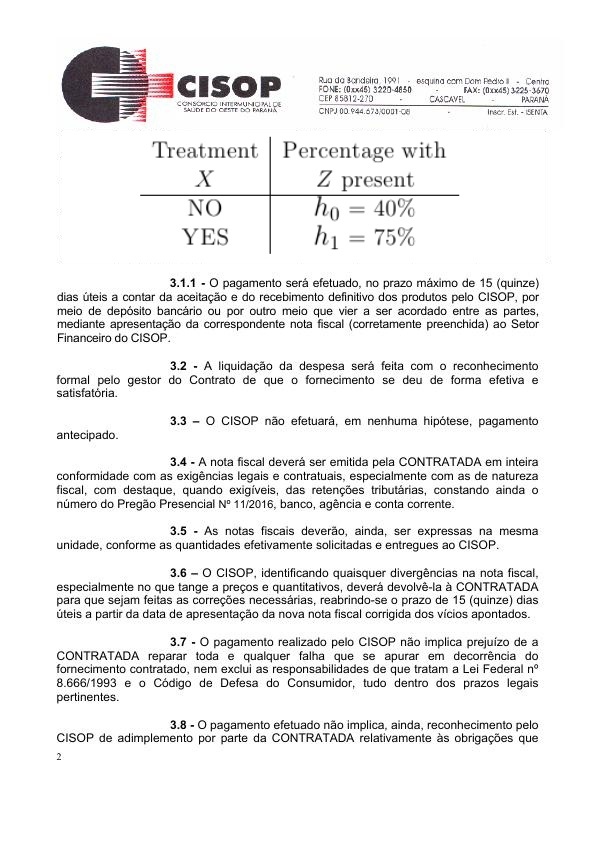 CISOP
CONSÓRCIO INTERMUNICIPAL DE
SAÚDE DO OESTE DO PARANÁ
Rua da Bandeira, 1991 - esquina com Dom Pedro II - Centro
FONE: (0xx45) 3220-4850 - FAX: (0xx45) 3225-3670
CEP 85812-270 - CASCAVEL - PARANÁ
CNPJ 00.944.673/0001-08 - Inscr. Est. - ISENTA
Treatment Percentage with
X Z present
NO h₀ = 40%
YES h₁ = 75%
3.1.1 - O pagamento será efetuado, no prazo máximo de 15 (quinze)
dias úteis a contar da aceitação e do recebimento definitivo dos produtos pelo CISOP, por
meio de depósito bancário ou por outro meio que vier a ser acordado entre as partes,
mediante apresentação da correspondente nota fiscal (corretamente preenchida) ao Setor
Financeiro do CISOP.
3.2 - A liquidação da despesa será feita com o reconhecimento
formal pelo gestor do Contrato de que o fornecimento se deu de forma efetiva e
satisfatória.
3.3 – O CISOP não efetuará, em nenhuma hipótese, pagamento
antecipado.
3.4 - A nota fiscal deverá ser emitida pela CONTRATADA em inteira
conformidade com as exigências legais e contratuais, especialmente com as de natureza
fiscal, com destaque, quando exigíveis, das retenções tributárias, constando ainda o
número do Pregão Presencial Nº 11/2016, banco, agência e conta corrente.
3.5 - As notas fiscais deverão, ainda, ser expressas na mesma
unidade, conforme as quantidades efetivamente solicitadas e entregues ao CISOP.
3.6 – O CISOP, identificando quaisquer divergências na nota fiscal,
especialmente no que tange a preços e quantitativos, deverá devolvê-la à CONTRATADA
para que sejam feitas as correções necessárias, reabrindo-se o prazo de 15 (quinze) dias
úteis a partir da data de apresentação da nova nota fiscal corrigida dos vícios apontados.
3.7 - O pagamento realizado pelo CISOP não implica prejuízo de a
CONTRATADA reparar toda e qualquer falha que se apurar em decorrência do
fornecimento contratado, nem exclui as responsabilidades de que tratam a Lei Federal nº
8.666/1993 e o Código de Defesa do Consumidor, tudo dentro dos prazos legais
pertinentes.
3.8 - O pagamento efetuado não implica, ainda, reconhecimento pelo
CISOP de adimplemento por parte da CONTRATADA relativamente às obrigações que
2